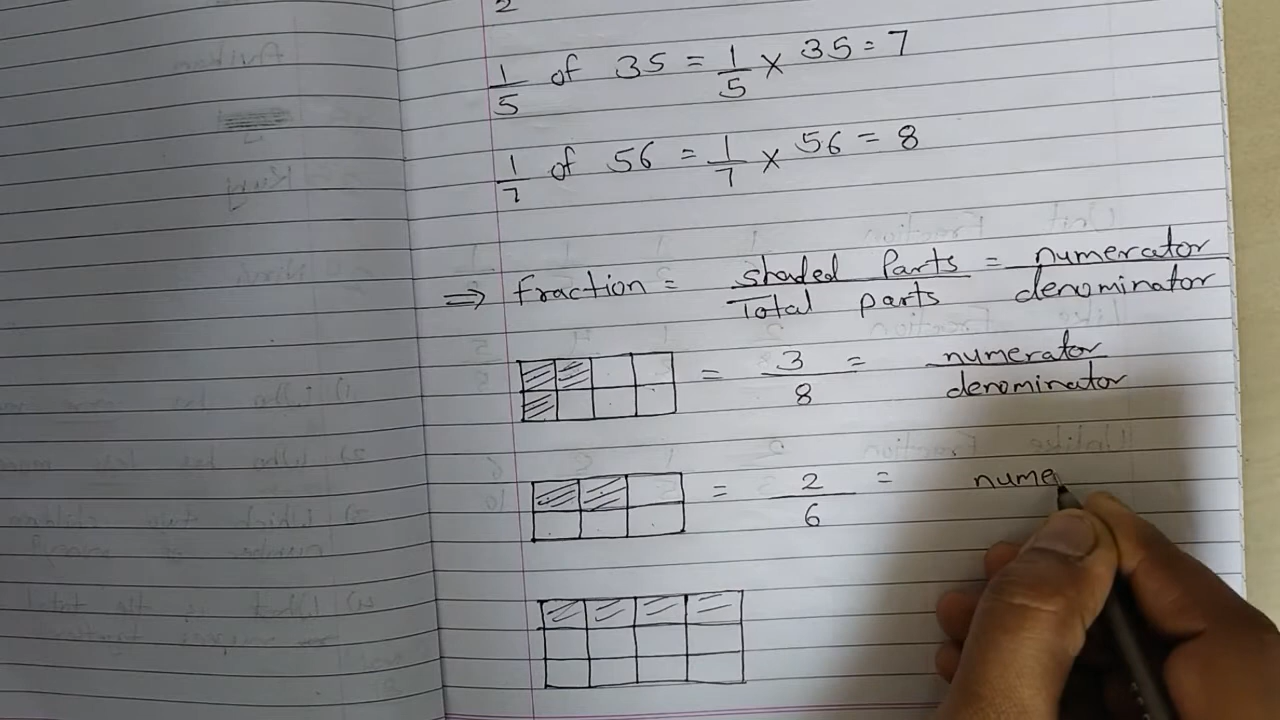 2
1/5 of 35 = 1/5 × 35 = 7
1/7 of 56 = 1/7 × 56 = 8
⇒ Fraction = shaded Parts / Total parts = numerator / denominator
= 3/8 = numerator / denominator
= 2/6 = nume